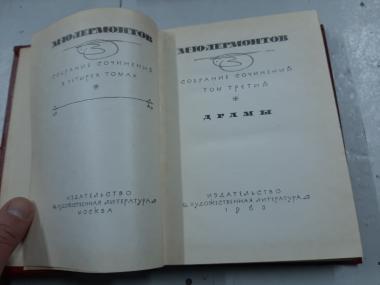 М·Ю·ЛЕРМОНТОВ
СОБРАНИЕ СОЧИНЕНИЙ
В ЧЕТЫРЕХ ТОМАХ
*
ИЗДАТЕЛЬСТВО
ХУДОЖЕСТВЕННАЯ ЛИТЕРАТУРА
МОСКВА
М·Ю·ЛЕРМОНТОВ
СОБРАНИЕ СОЧИНЕНИЙ
ТОМ ТРЕТИЙ
*
ДРАМЫ
ИЗДАТЕЛЬСТВО
ХУДОЖЕСТВЕННАЯ ЛИТЕРАТУРА